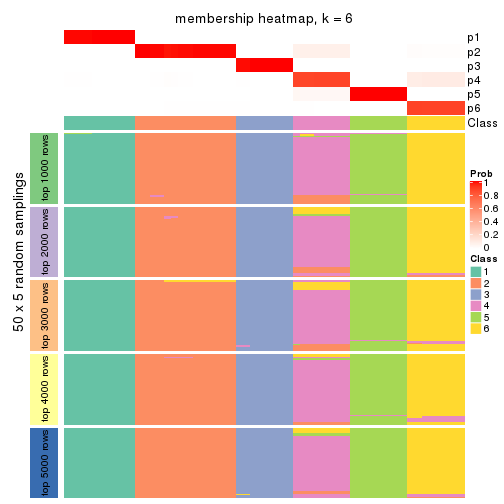 membership heatmap, k = 6
p1
p2
p3
p4
p5
p6
Class
50 x 5 random samplings
top 1000 rows
top 2000 rows
top 3000 rows
top 4000 rows
top 5000 rows
Prob
1
0.8
0.6
0.4
0.2
0
Class
1
2
3
4
5
6